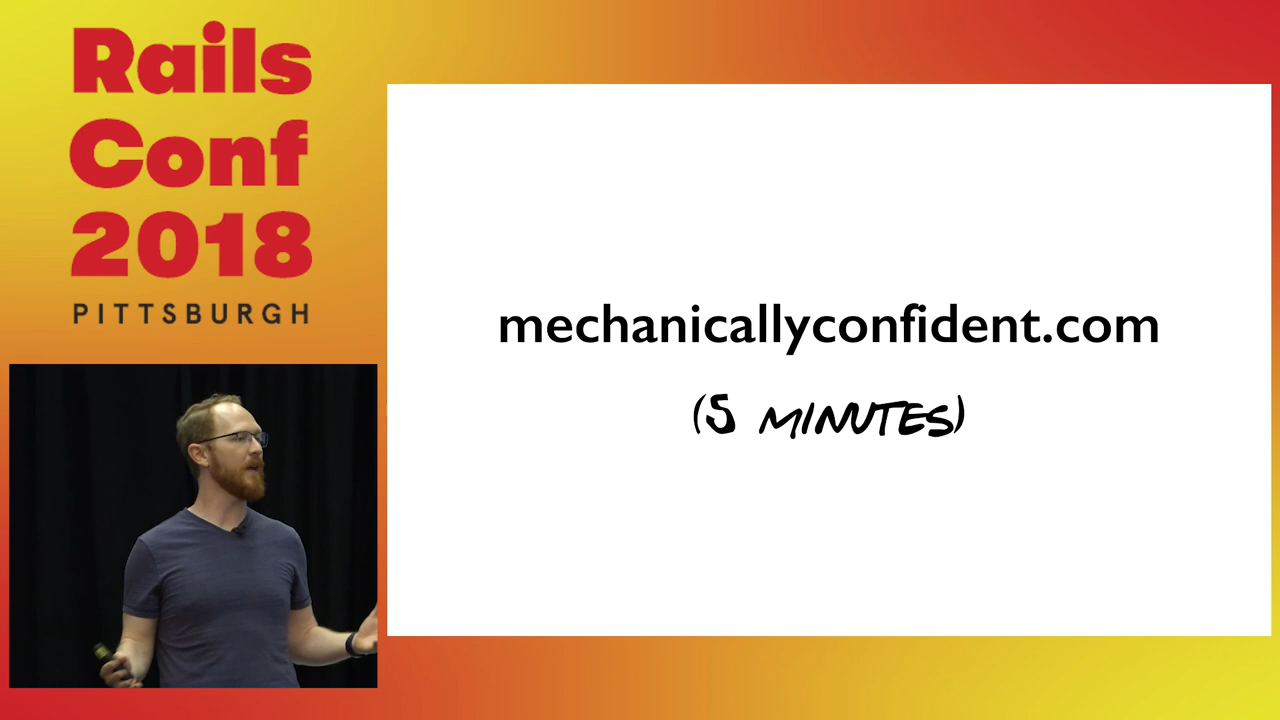 Rails
Conf
2018
PITTSBURGH
mechanicallyconfident.com
(5 MINUTES)